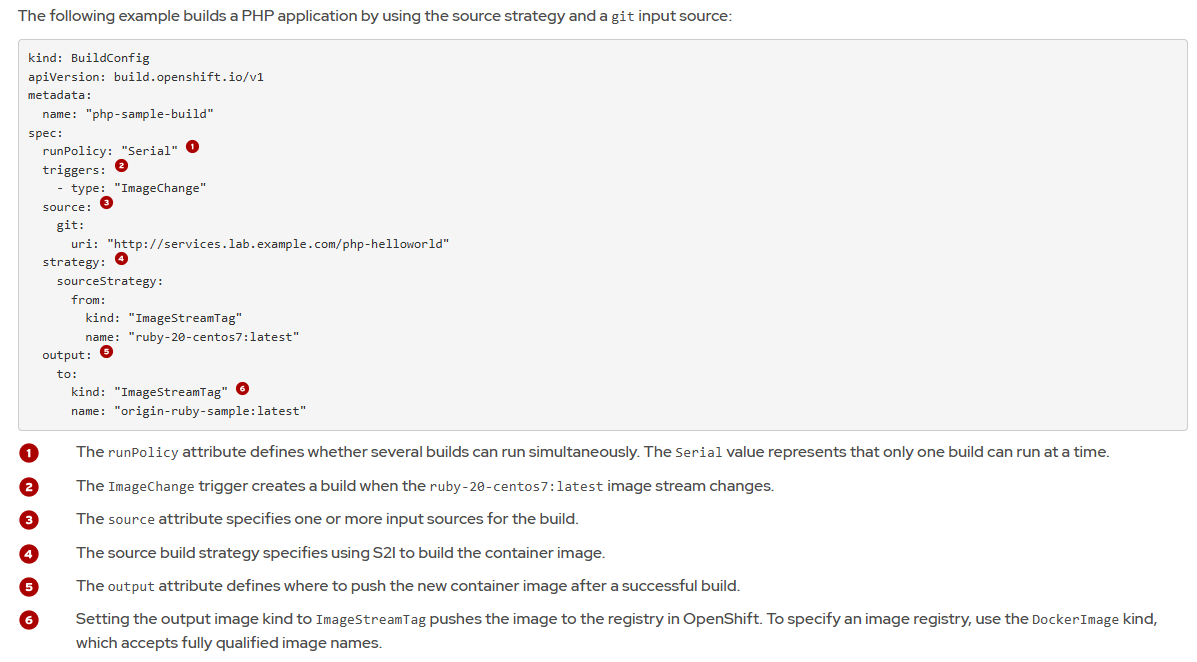 The following example builds a PHP application by using the source strategy and a git input source:
kind: BuildConfig
apiVersion: build.openshift.io/v1
metadata:
  name: "php-sample-build"
spec:
  runPolicy: "Serial" 1
  triggers: 2
    - type: "ImageChange"
  source: 3
    git:
      uri: "http://services.lab.example.com/php-helloworld"
  strategy: 4
    sourceStrategy:
      from:
        kind: "ImageStreamTag"
        name: "ruby-20-centos7:latest"
  output: 5
    to:
      kind: "ImageStreamTag" 6
      name: "origin-ruby-sample:latest"
1 The runPolicy attribute defines whether several builds can run simultaneously. The Serial value represents that only one build can run at a time.
2 The ImageChange trigger creates a build when the ruby-20-centos7:latest image stream changes.
3 The source attribute specifies one or more input sources for the build.
4 The source build strategy specifies using S2I to build the container image.
5 The output attribute defines where to push the new container image after a successful build.
6 Setting the output image kind to ImageStreamTag pushes the image to the registry in OpenShift. To specify an image registry, use the DockerImage kind,
which accepts fully qualified image names.